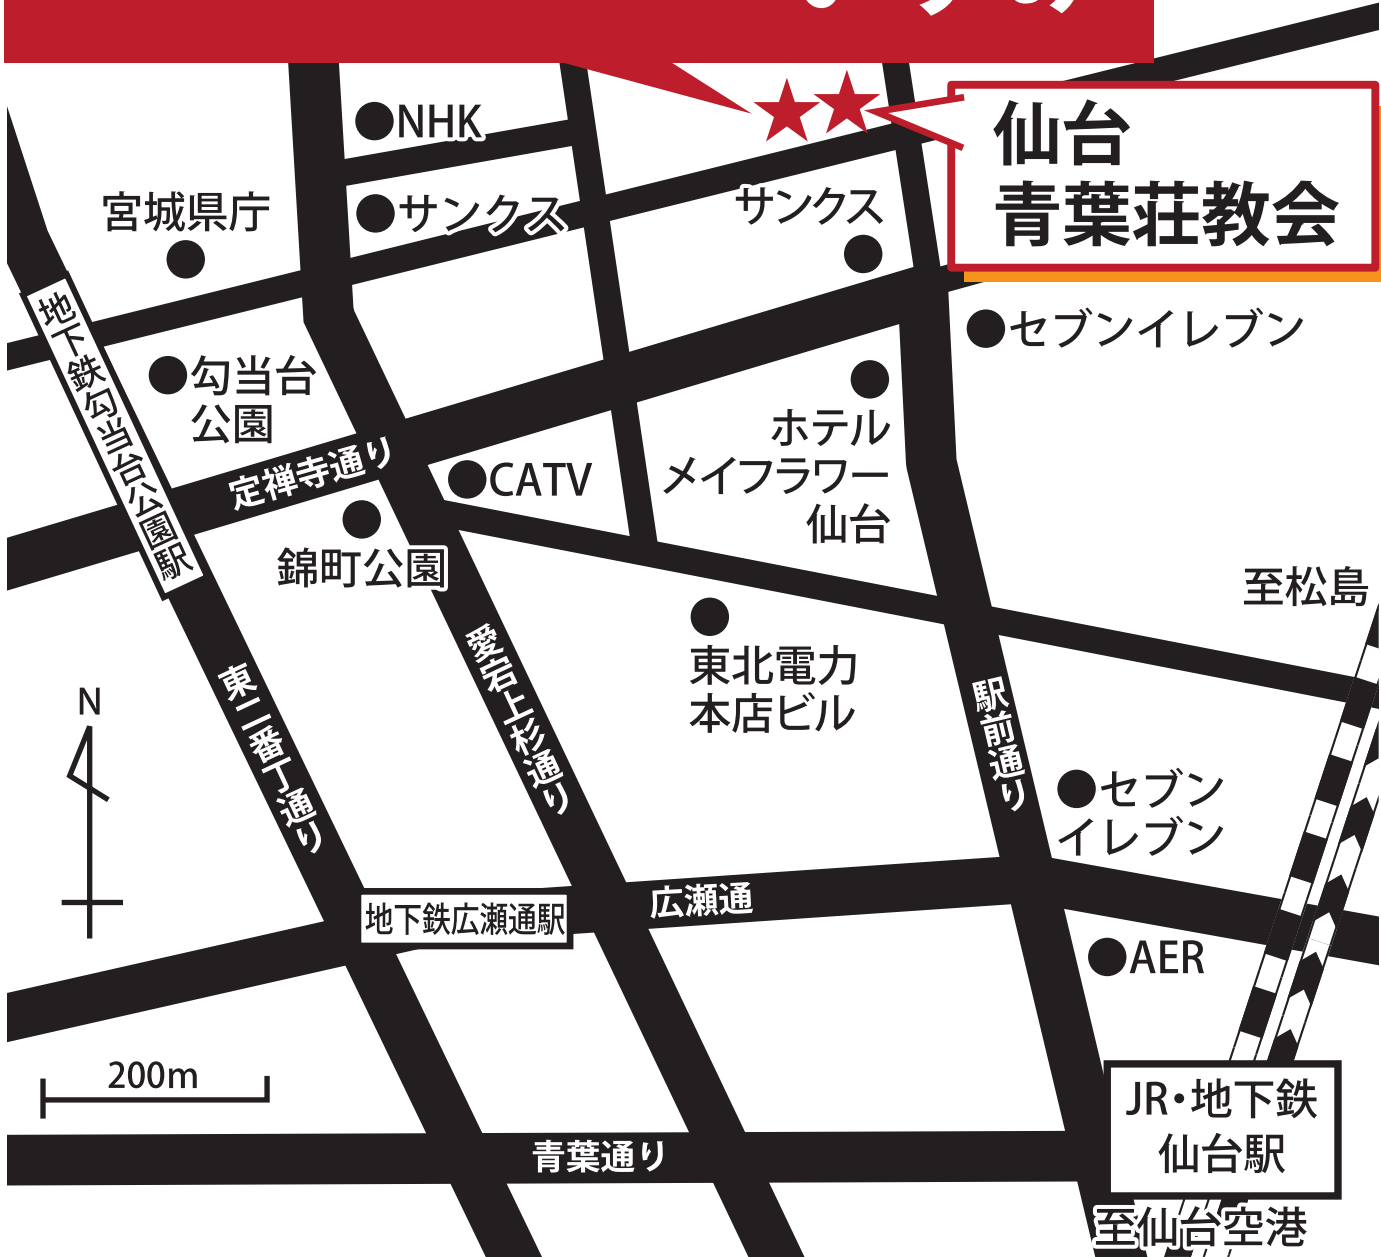 NHK
仙台
青葉荘教会
宮城県庁
サンクス
サンクス
地下鉄勾当台公園駅
セブンイレブン
勾当台
公園
ホテル
メイフラワー
仙台
定禅寺通り
CATV
錦町公園
至松島
東北電力
本店ビル
愛宕上杉通り
東二番丁通り
駅前通り
N
セブン
イレブン
地下鉄広瀬通駅
広瀬通
AER
200m
JR・地下鉄
仙台駅
青葉通り
至仙台空港